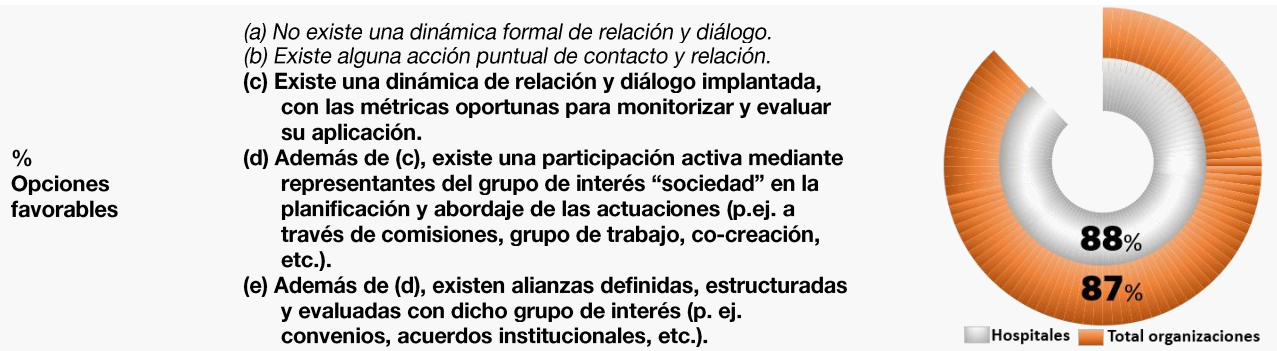 (a) No existe una dinámica formal de relación y diálogo.
(b) Existe alguna acción puntual de contacto y relación.
(c) Existe una dinámica de relación y diálogo implantada,
con las métricas oportunas para monitorizar y evaluar
su aplicación.
%
Opciones
favorables
(d) Además de (c), existe una participación activa mediante
representantes del grupo de interés “sociedad” en la
planificación y abordaje de las actuaciones (p.ej. a
través de comisiones, grupo de trabajo, co-creación,
etc.).
(e) Además de (d), existen alianzas definidas, estructuradas
y evaluadas con dicho grupo de interés (p. ej.
convenios, acuerdos institucionales, etc.).
88%
87%
Hospitales Total organizaciones